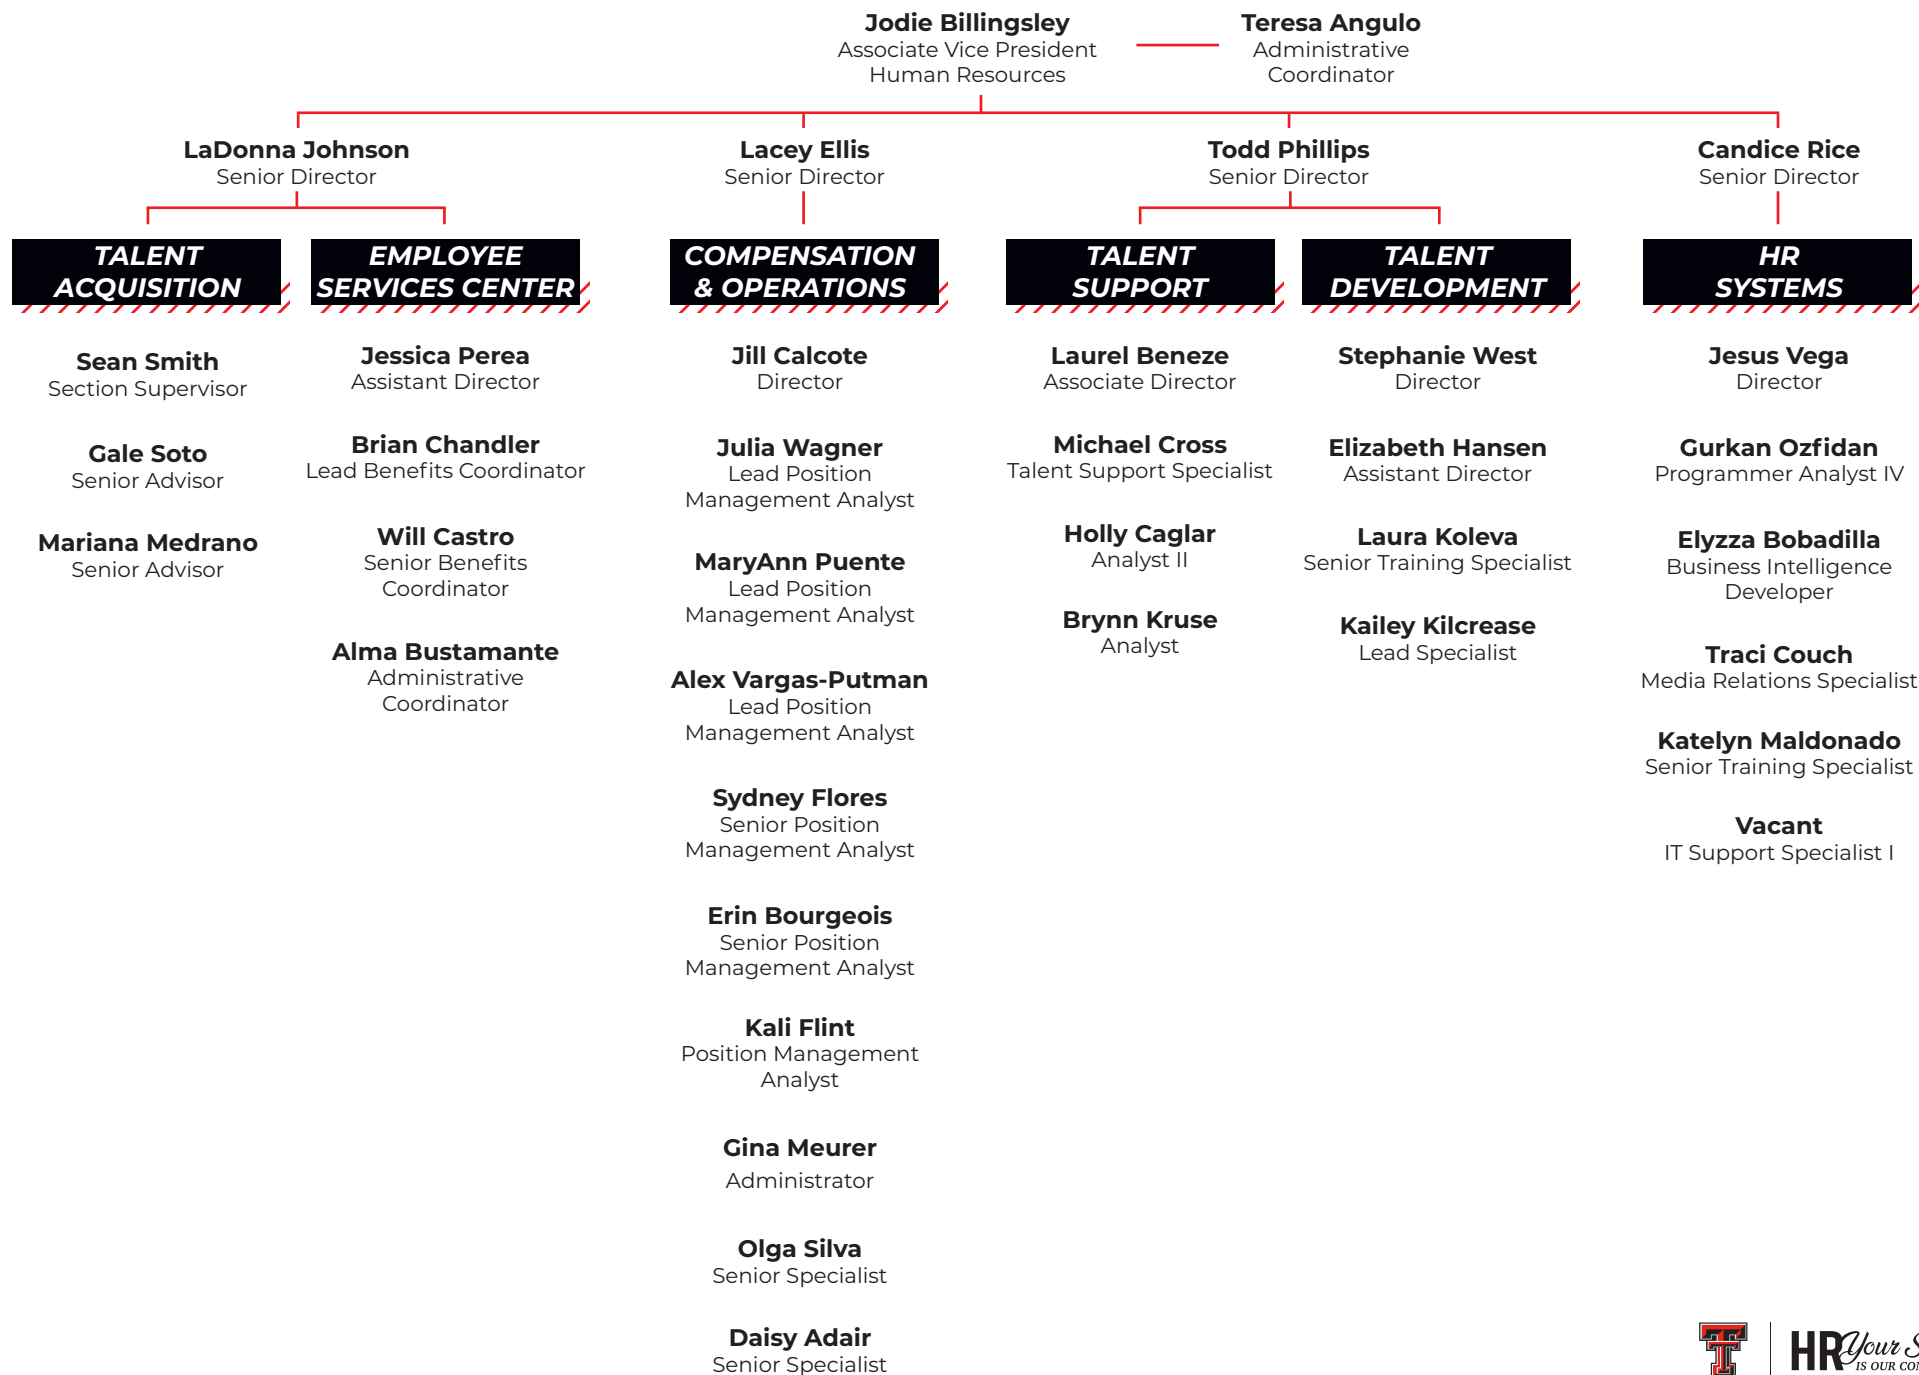 Jodie Billingsley
Associate Vice President
Human Resources
Teresa Angulo
Administrative
Coordinator
LaDonna Johnson
Senior Director
Lacey Ellis
Senior Director
Todd Phillips
Senior Director
Candice Rice
Senior Director
TALENT
ACQUISITION
Sean Smith
Section Supervisor
Gale Soto
Senior Advisor
Mariana Medrano
Senior Advisor
EMPLOYEE
SERVICES CENTER
Jessica Perea
Assistant Director
Brian Chandler
Lead Benefits Coordinator
Will Castro
Senior Benefits
Coordinator
Alma Bustamante
Administrative
Coordinator
COMPENSATION
& OPERATIONS
Jill Calcote
Director
Julia Wagner
Lead Position
Management Analyst
MaryAnn Puente
Lead Position
Management Analyst
Alex Vargas-Putman
Lead Position
Management Analyst
Sydney Flores
Senior Position
Management Analyst
Erin Bourgeois
Senior Position
Management Analyst
Kali Flint
Position Management
Analyst
Gina Meurer
Administrator
Olga Silva
Senior Specialist
Daisy Adair
Senior Specialist
TALENT
SUPPORT
Laurel Beneze
Associate Director
Michael Cross
Talent Support Specialist
Holly Caglar
Analyst II
Brynn Kruse
Analyst
TALENT
DEVELOPMENT
Stephanie West
Director
Elizabeth Hansen
Assistant Director
Laura Koleva
Senior Training Specialist
Kailey Kilcrease
Lead Specialist
HR
SYSTEMS
Jesus Vega
Director
Gurkan Ozfidan
Programmer Analyst IV
Elyzza Bobadilla
Business Intelligence
Developer
Traci Couch
Media Relations Specialist
Katelyn Maldonado
Senior Training Specialist
Vacant
IT Support Specialist I
HR Your
IS OUR